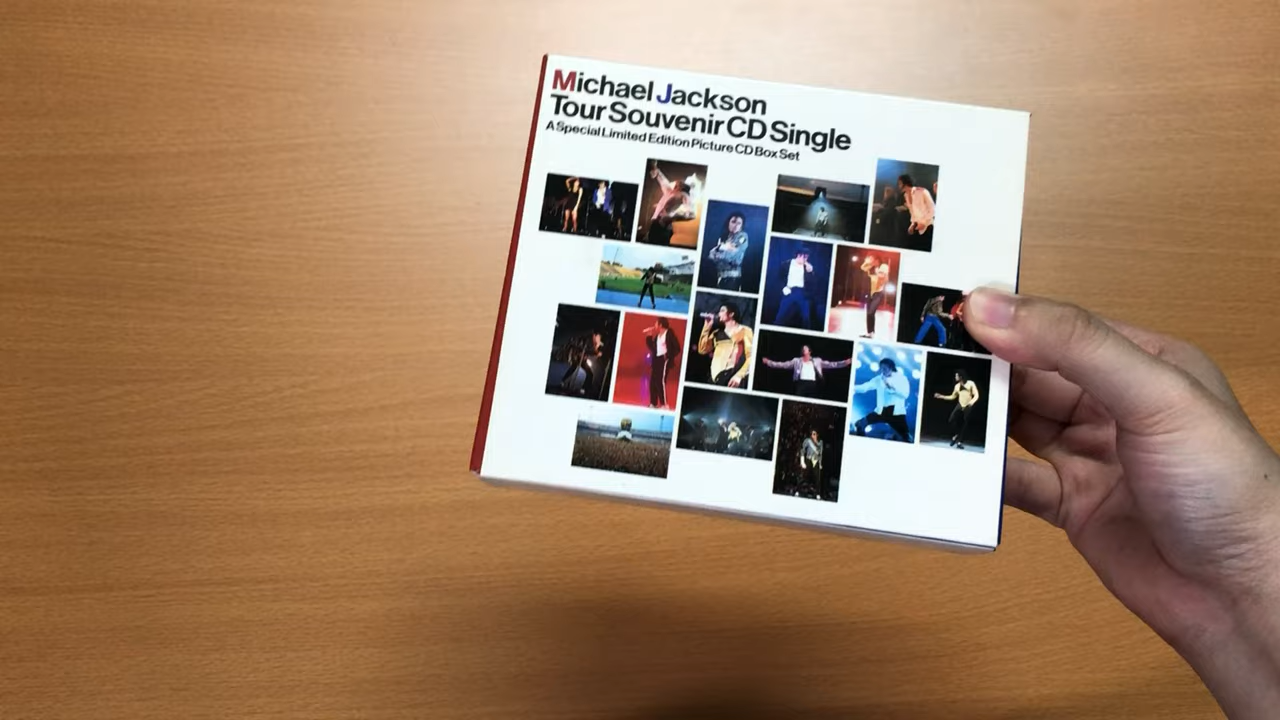 Michael Jackson
Tour Souvenir CD Single
A Special Limited Edition Picture CD Box Set